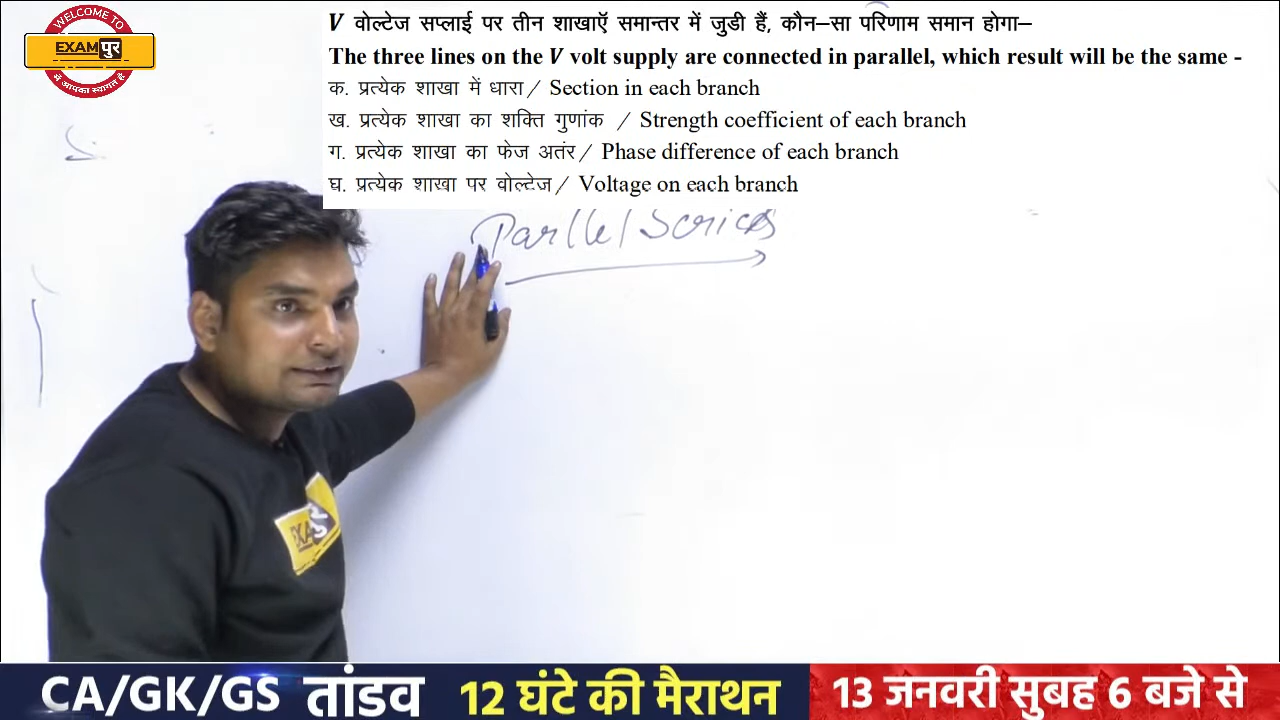 WELCOME TO
EXAMपुर
में आपका स्वागत है
V वोल्टेज सप्लाई पर तीन शाखाऍ समान्तर में जुडी हैं, कौन–सा परिणाम समान होगा–
The three lines on the V volt supply are connected in parallel, which result will be the same -
क. प्रत्येक शाखा में धारा / Section in each branch
ख. प्रत्येक शाखा का शक्ति गुणांक / Strength coefficient of each branch
ग. प्रत्येक शाखा का फेज अतंर / Phase difference of each branch
घ. प्रत्येक शाखा पर वोल्टेज / Voltage on each branch
Parllel Series
EXAM
CA/GK/GS तांडव 12 घंटे की मैराथन 13 जनवरी सुबह 6 बजे से